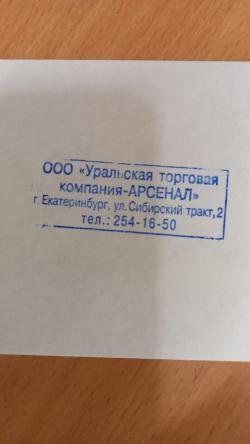 ООО «Уральская торговая
компания-АРСЕНАЛ»
г. Екатеринбург, ул. Сибирский тракт,2
тел.: 254-16-50